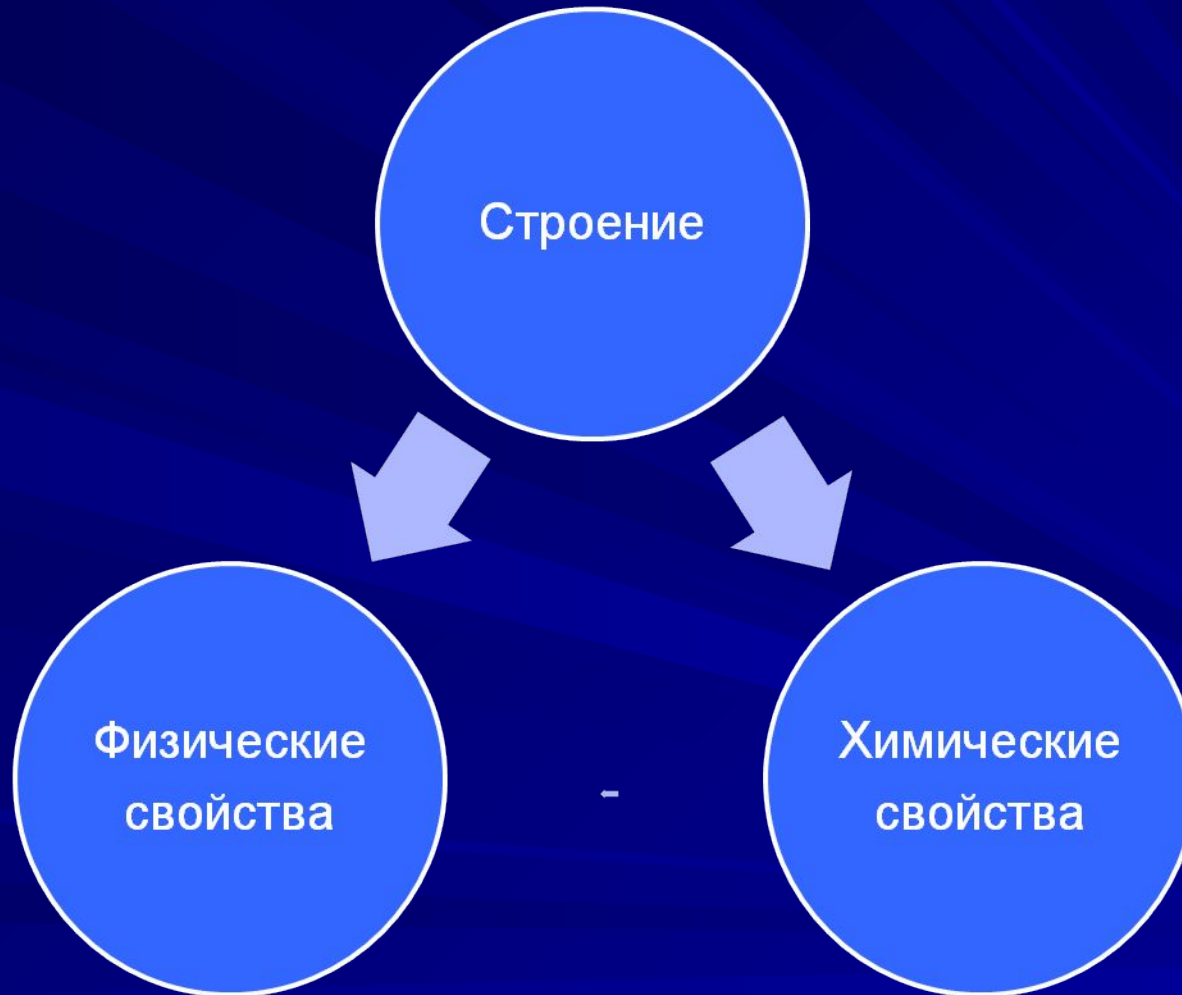 Строение
Физические
свойства
Химические
свойства